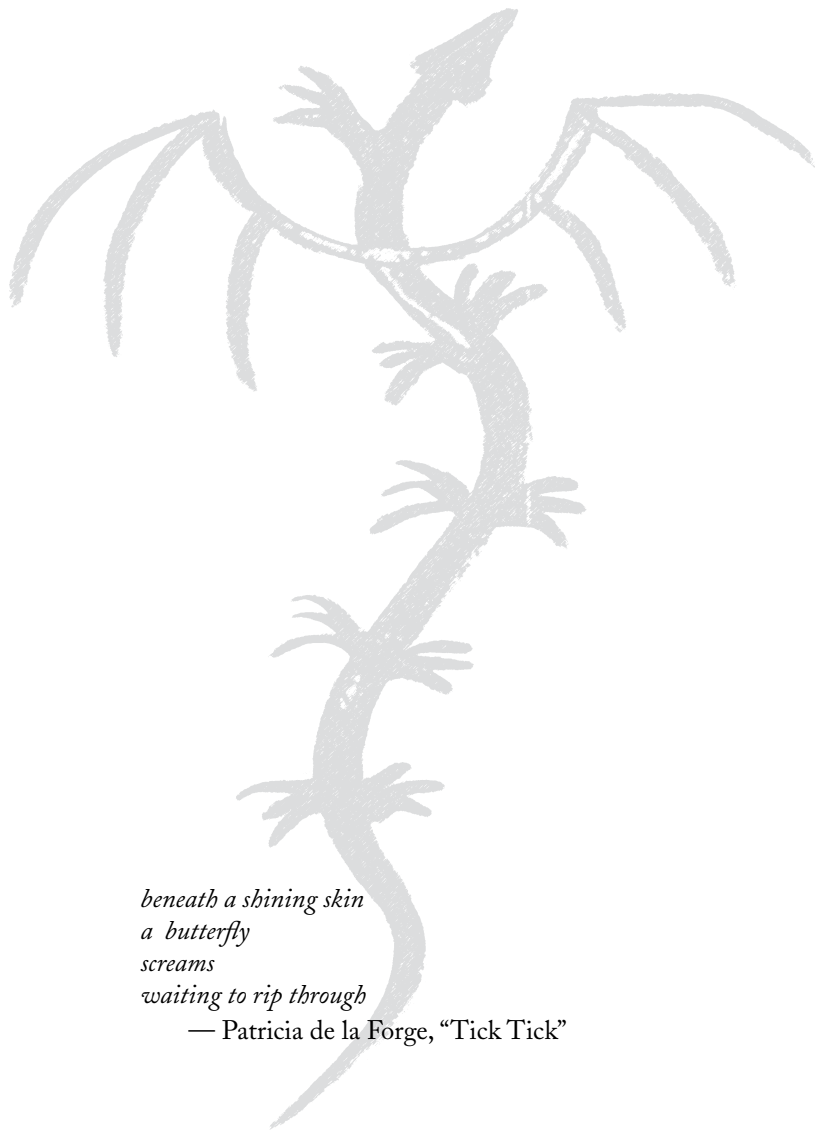 beneath a shining skin
a  butterfly
screams
waiting to rip through
— Patricia de la Forge, “Tick Tick”